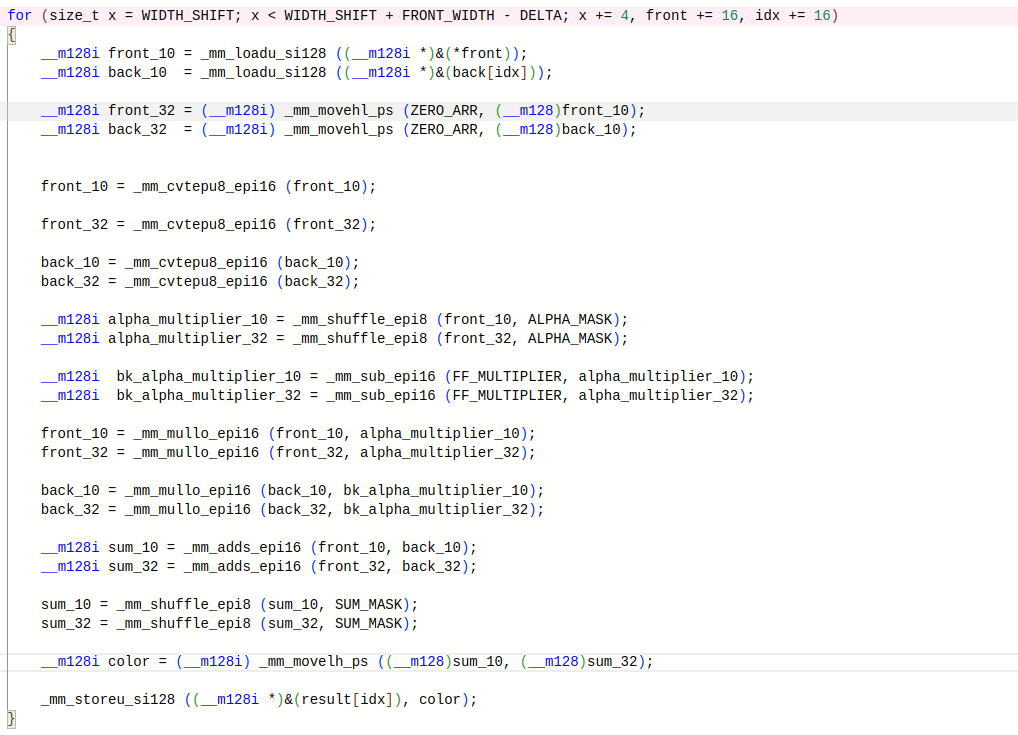 for (size_t x = WIDTH_SHIFT; x < WIDTH_SHIFT + FRONT_WIDTH - DELTA; x += 4, front += 16, idx += 16)
{
    __m128i front_10 = _mm_loadu_si128 ((__m128i *)&(*front));
    __m128i back_10  = _mm_loadu_si128 ((__m128i *)&(back[idx]));

    __m128i front_32 = (__m128i) _mm_movehl_ps (ZERO_ARR, (__m128)front_10);
    __m128i back_32  = (__m128i) _mm_movehl_ps (ZERO_ARR, (__m128)back_10);


    front_10 = _mm_cvtepu8_epi16 (front_10);

    front_32 = _mm_cvtepu8_epi16 (front_32);

    back_10 = _mm_cvtepu8_epi16 (back_10);
    back_32 = _mm_cvtepu8_epi16 (back_32);

    __m128i alpha_multiplier_10 = _mm_shuffle_epi8 (front_10, ALPHA_MASK);
    __m128i alpha_multiplier_32 = _mm_shuffle_epi8 (front_32, ALPHA_MASK);

    __m128i  bk_alpha_multiplier_10 = _mm_sub_epi16 (FF_MULTIPLIER, alpha_multiplier_10);
    __m128i  bk_alpha_multiplier_32 = _mm_sub_epi16 (FF_MULTIPLIER, alpha_multiplier_32);

    front_10 = _mm_mullo_epi16 (front_10, alpha_multiplier_10);
    front_32 = _mm_mullo_epi16 (front_32, alpha_multiplier_32);

    back_10 = _mm_mullo_epi16 (back_10, bk_alpha_multiplier_10);
    back_32 = _mm_mullo_epi16 (back_32, bk_alpha_multiplier_32);

    __m128i sum_10 = _mm_adds_epi16 (front_10, back_10);
    __m128i sum_32 = _mm_adds_epi16 (front_32, back_32);

    sum_10 = _mm_shuffle_epi8 (sum_10, SUM_MASK);
    sum_32 = _mm_shuffle_epi8 (sum_32, SUM_MASK);

    __m128i color = (__m128i) _mm_movelh_ps ((__m128)sum_10, (__m128)sum_32);

    _mm_storeu_si128 ((__m128i *)&(result[idx]), color);
}